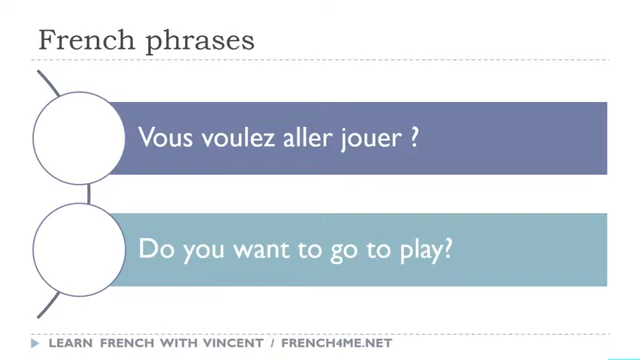 French phrases
Vous voulez aller jouer ?
Do you want to go to play?
LEARN FRENCH WITH VINCENT / FRENCH4ME.NET